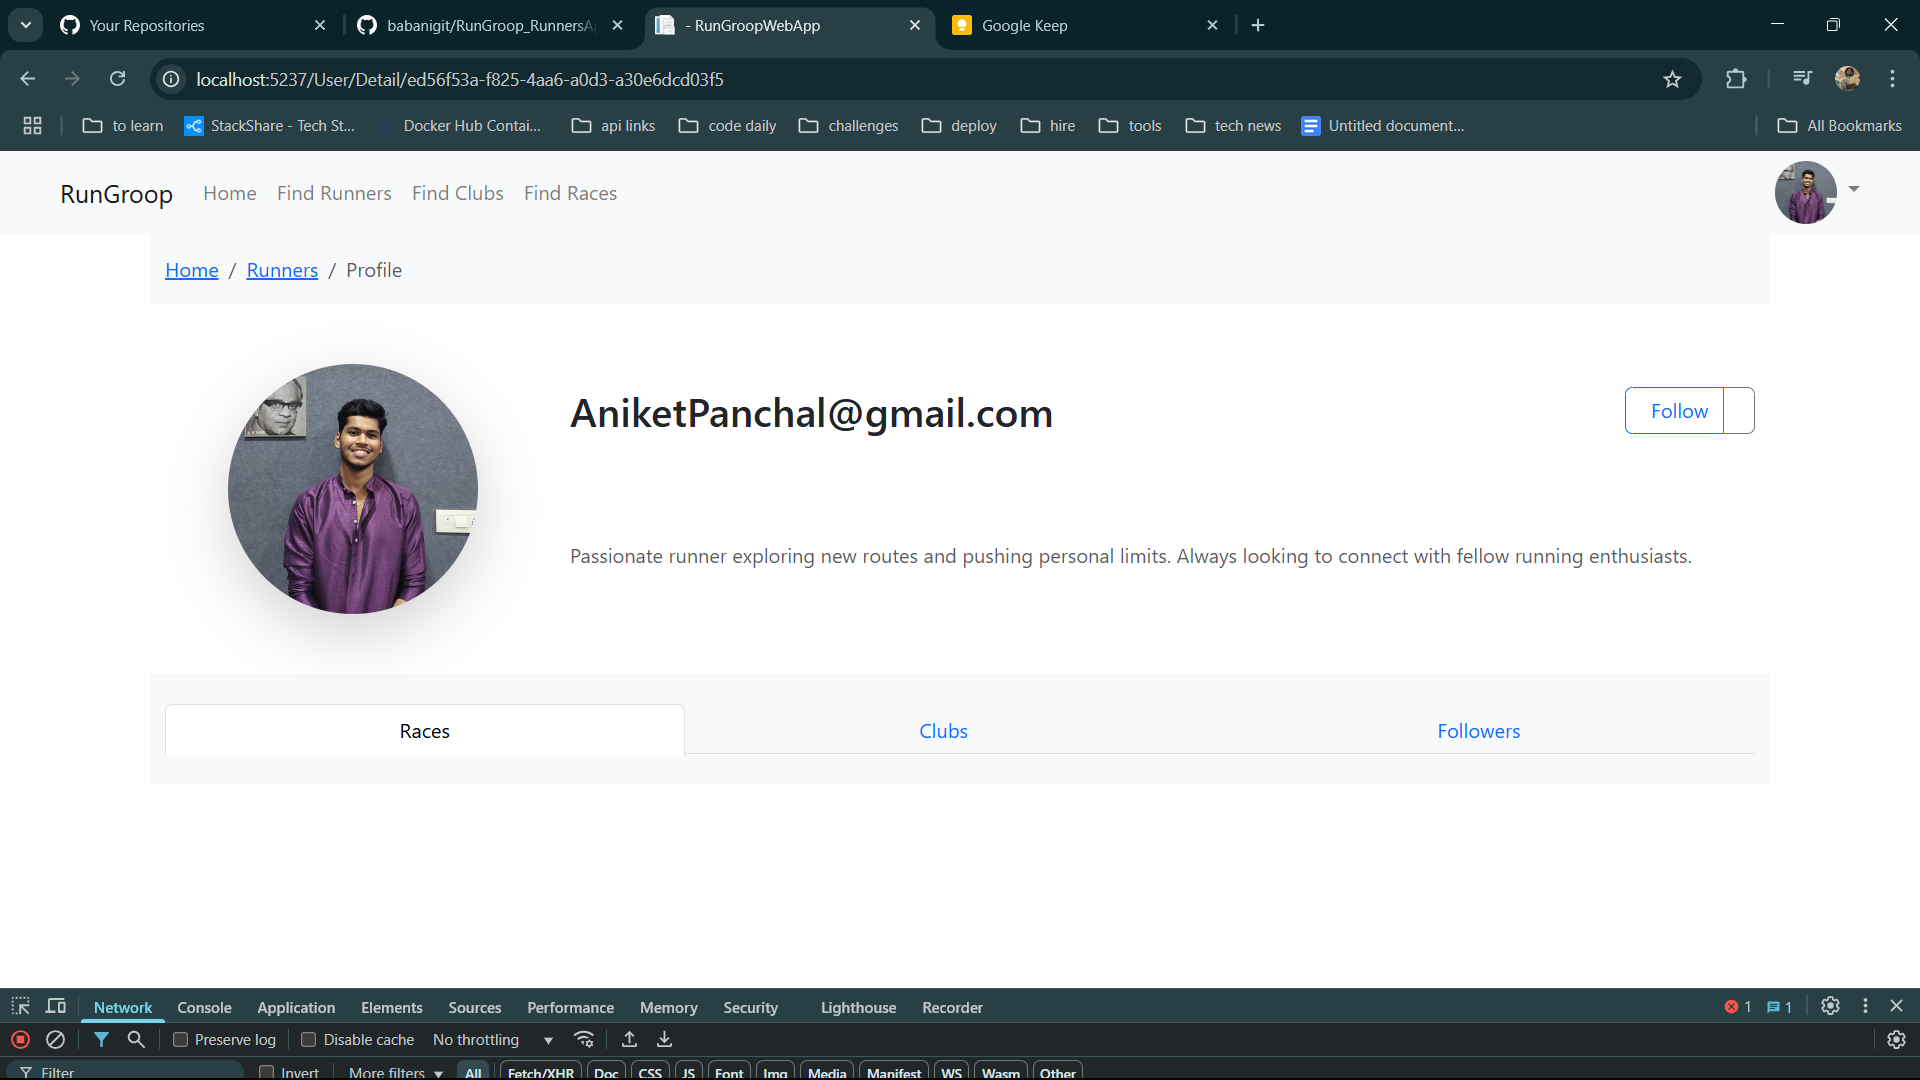 Your Repositories
babanigit/RunGroop_RunnersA
- RunGroopWebApp
Google Keep
localhost:5237/User/Detail/ed56f53a-f825-4aa6-a0d3-a30e6dcd03f5
to learn
StackShare - Tech St...
Docker Hub Contai...
api links
code daily
challenges
deploy
hire
tools
tech news
Untitled document...
All Bookmarks
RunGroop
Home
Find Runners
Find Clubs
Find Races
Home / Runners / Profile
AniketPanchal@gmail.com
Follow
Passionate runner exploring new routes and pushing personal limits. Always looking to connect with fellow running enthusiasts.
Races
Clubs
Followers
Network
Console
Application
Elements
Sources
Performance
Memory
Security
Lighthouse
Recorder
1
1
Preserve log
Disable cache
No throttling
Filter
Invert
More filters
All
Fetch/XHR
Doc
CSS
JS
Font
Img
Media
Manifest
WS
Wasm
Other